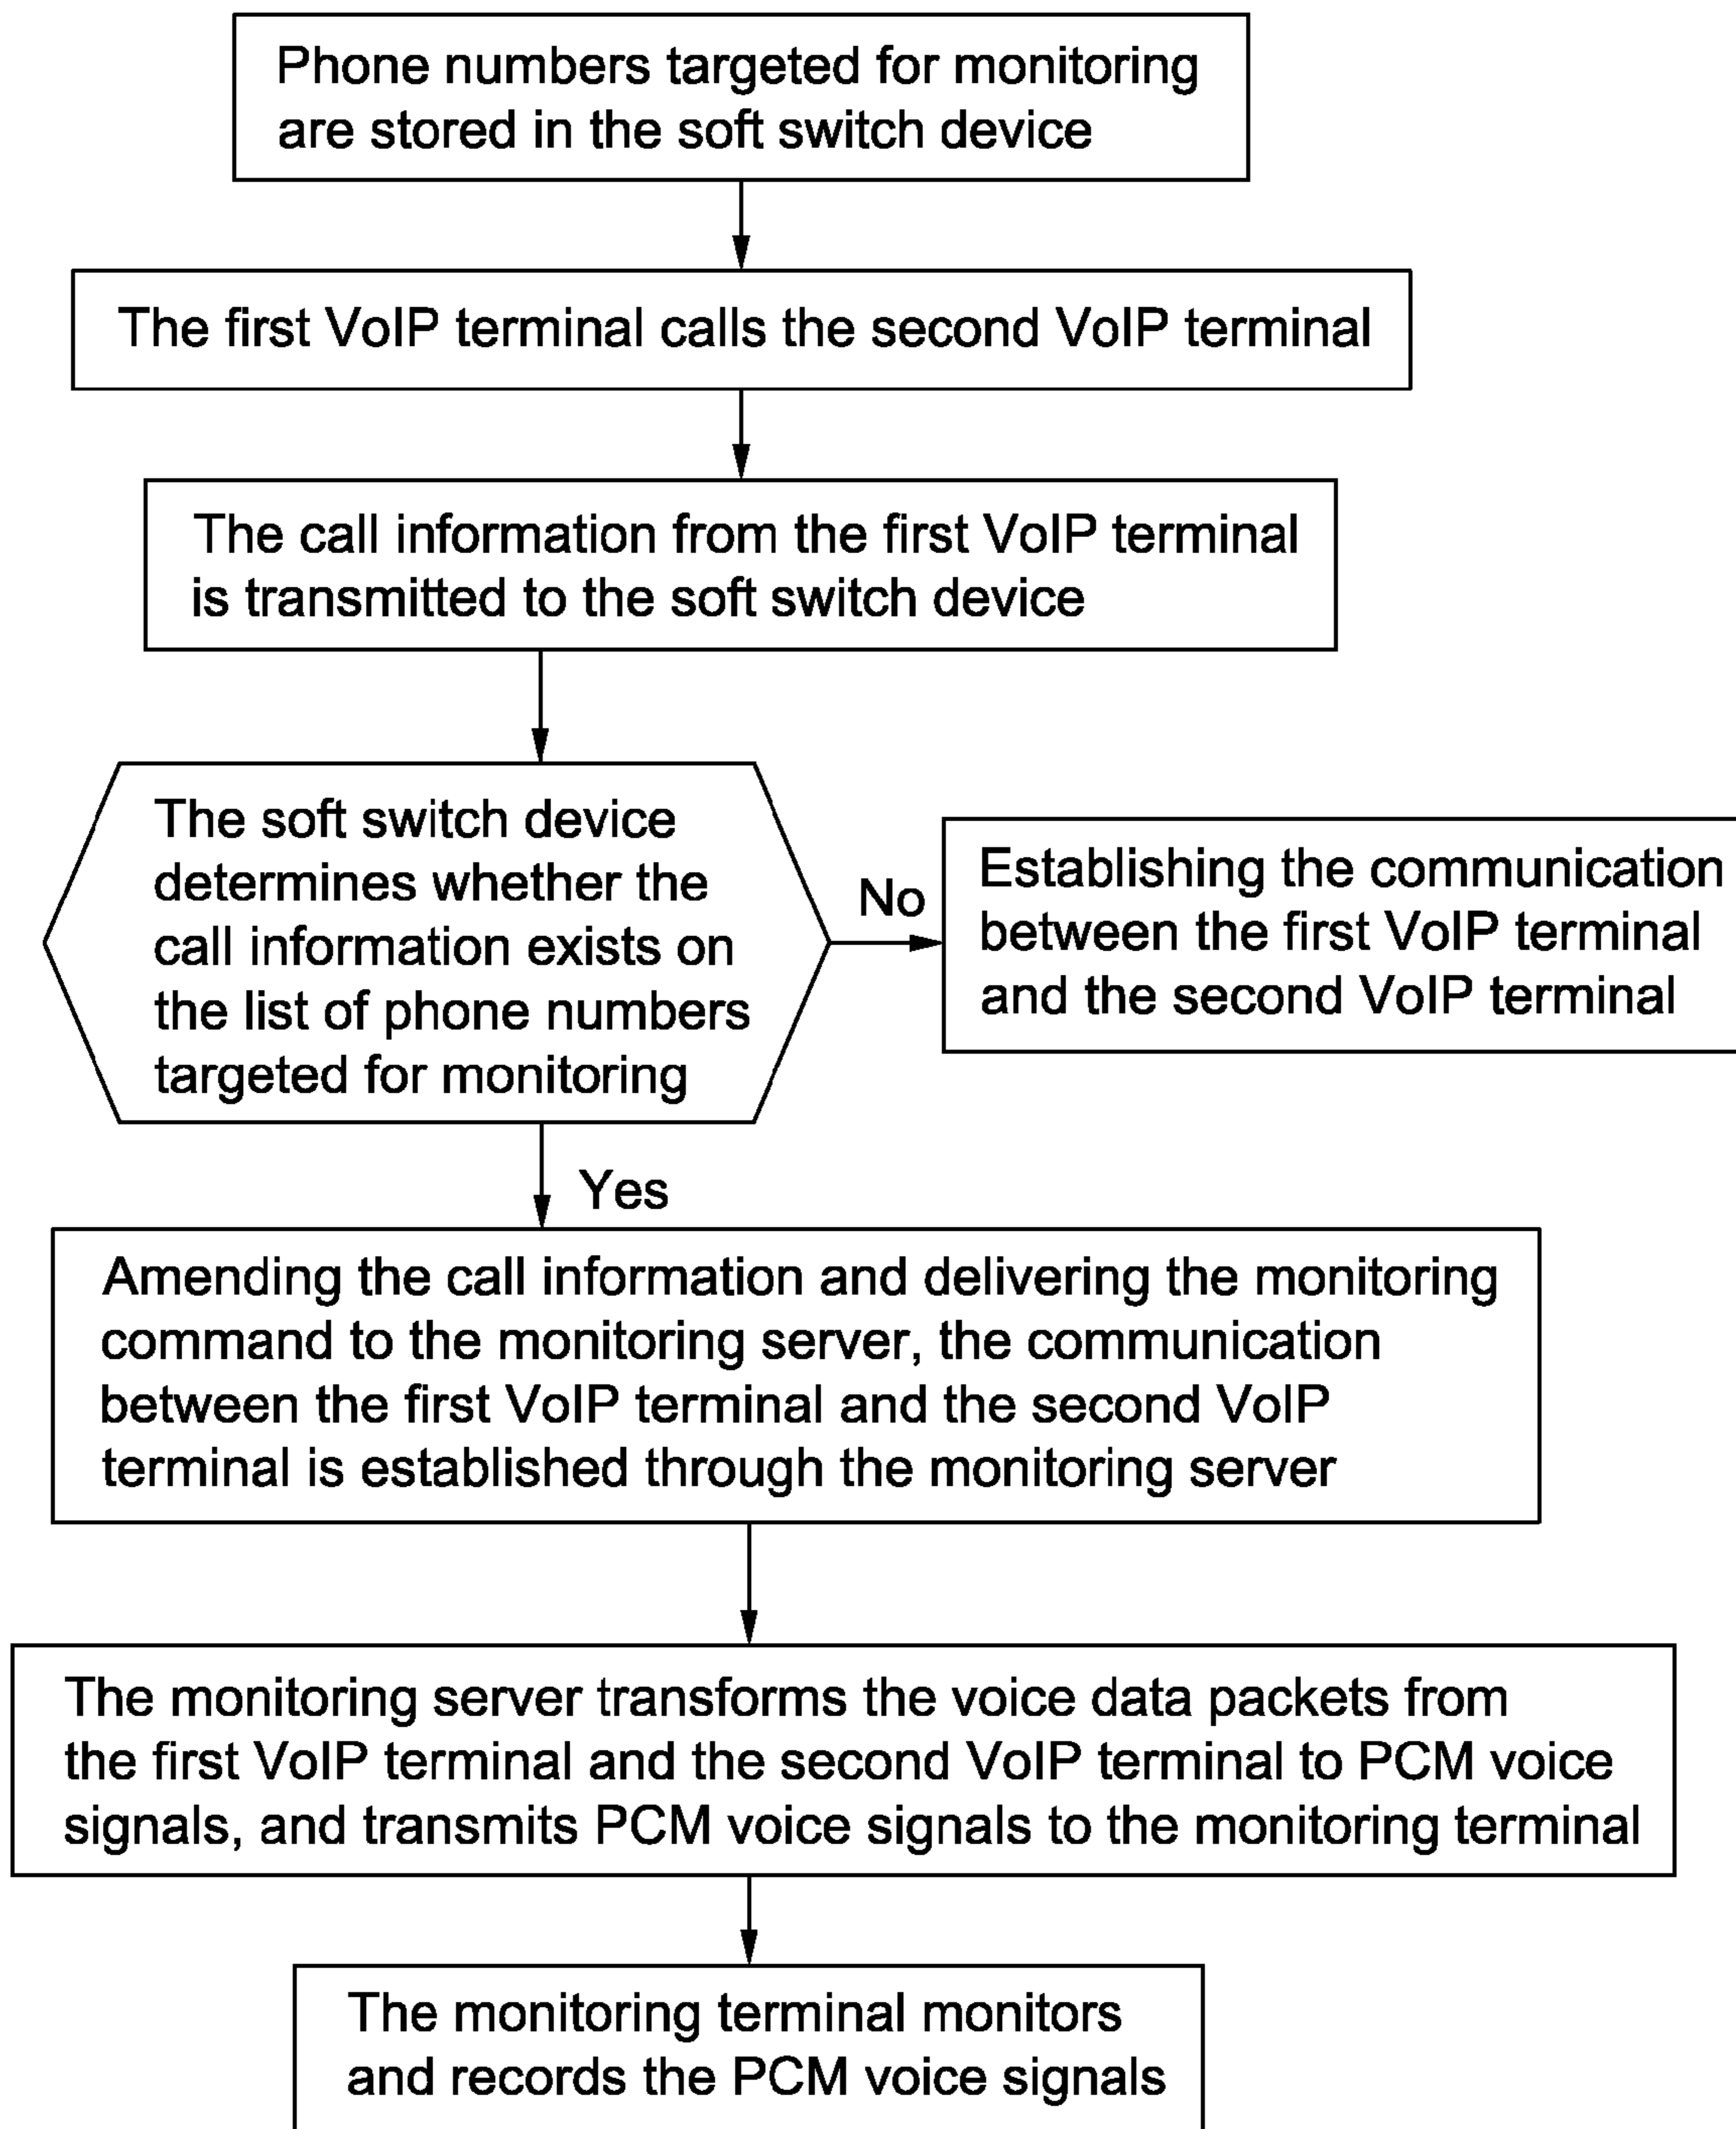 Phone numbers targeted for monitoring
are stored in the soft switch device
The first VoIP terminal calls the second VoIP terminal
The call information from the first VoIP terminal
is transmitted to the soft switch device
The soft switch device
determines whether the
call information exists on
the list of phone numbers
targeted for monitoring
No
Establishing the communication
between the first VoIP terminal
and the second VoIP terminal
Yes
Amending the call information and delivering the monitoring
command to the monitoring server, the communication
between the first VoIP terminal and the second VoIP
terminal is established through the monitoring server
The monitoring server transforms the voice data packets from
the first VoIP terminal and the second VoIP terminal to PCM voice
signals, and transmits PCM voice signals to the monitoring terminal
The monitoring terminal monitors
and records the PCM voice signals